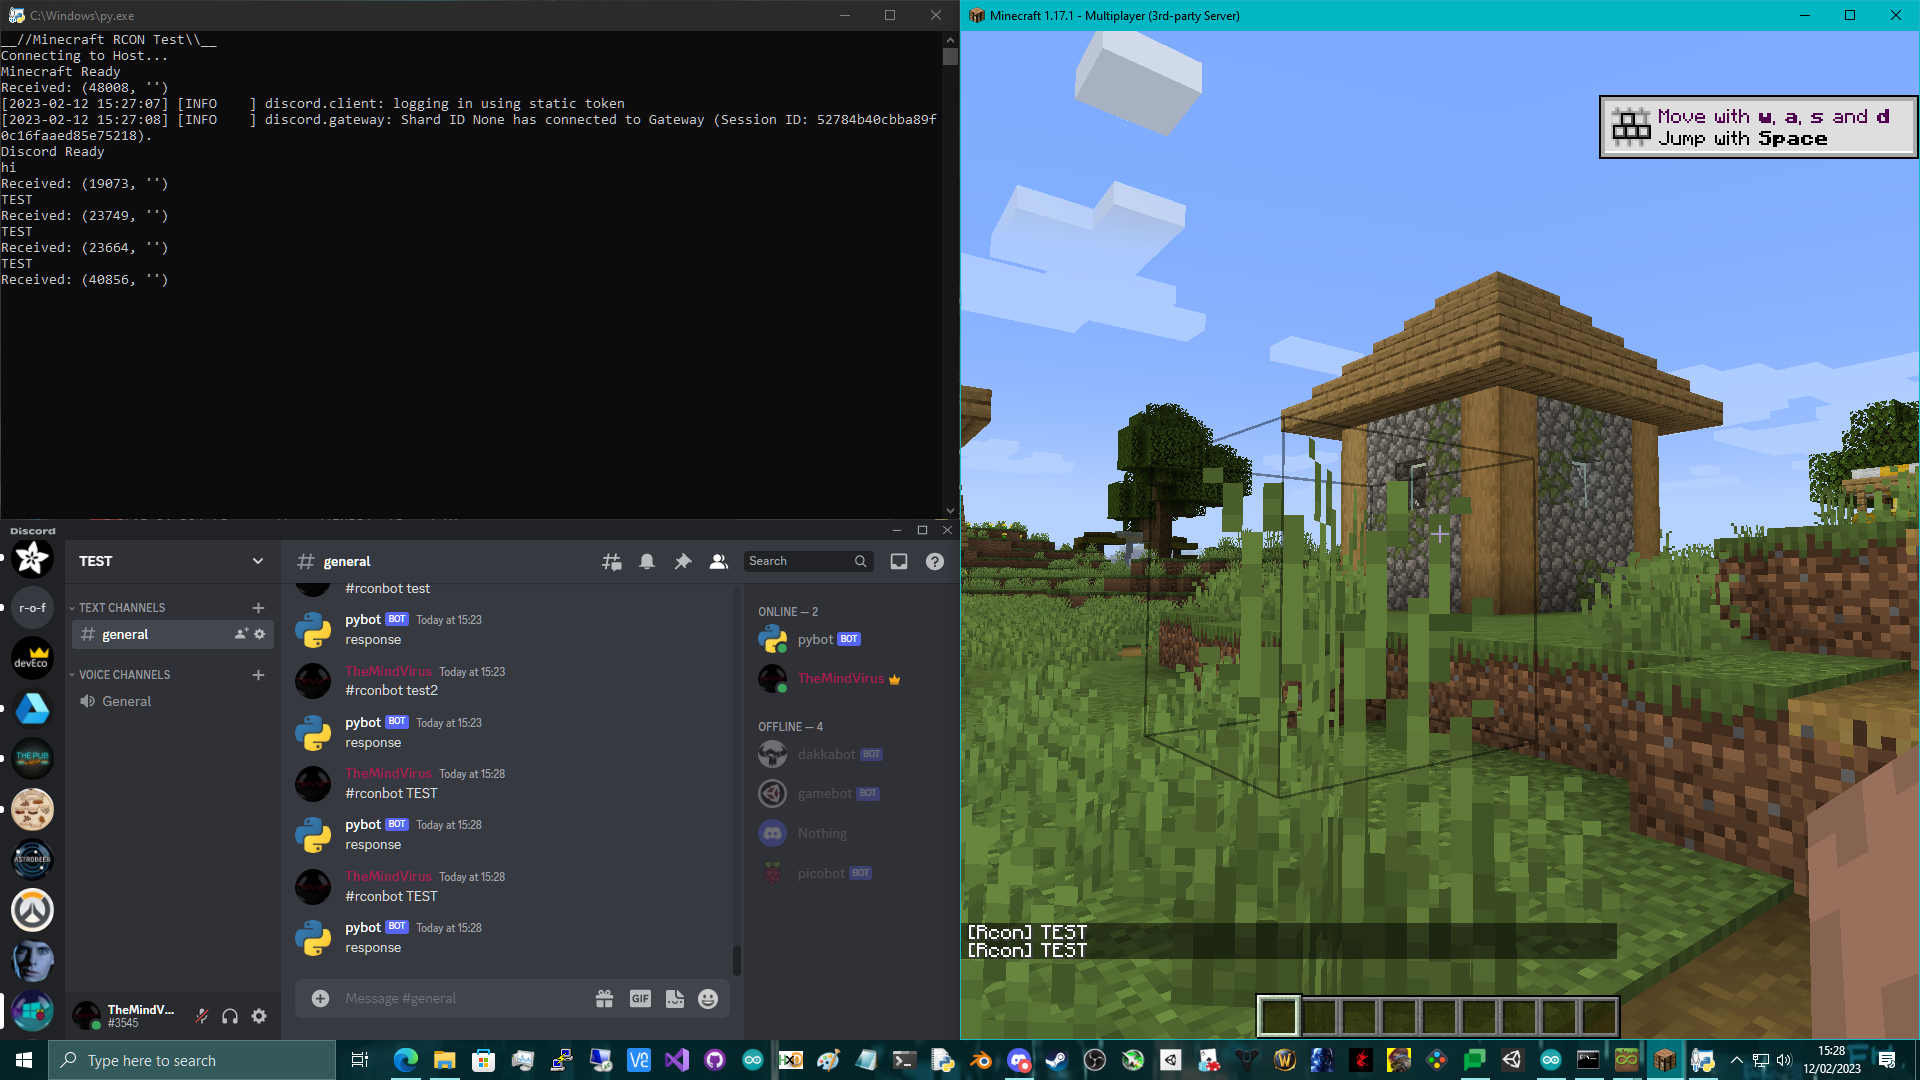 C:\Windows\py.exe
__//Minecraft RCON Test\\__
Connecting to Host...
Minecraft Ready
Received: (48008, '')
[2023-02-12 15:27:07] [INFO    ] discord.client: logging in using static token
[2023-02-12 15:27:08] [INFO    ] discord.gateway: Shard ID None has connected to Gateway (Session ID: 52784b40cbba89f
0c16faaed85e75218).
Discord Ready
hi
Received: (19073, '')
TEST
Received: (23749, '')
TEST
Received: (23664, '')
TEST
Received: (40856, '')
Discord
TEST
TEXT CHANNELS
general
VOICE CHANNELS
General
r-o-f
devEco
THE PUB
ASTROBEER
TheMindV...
#3545
general
Search
#rconbot test
pybot BOT Today at 15:23
response
TheMindVirus Today at 15:23
#rconbot test2
pybot BOT Today at 15:23
response
TheMindVirus Today at 15:28
#rconbot TEST
pybot BOT Today at 15:28
response
TheMindVirus Today at 15:28
#rconbot TEST
pybot BOT Today at 15:28
response
Message #general
GIF
ONLINE — 2
pybot BOT
TheMindVirus
OFFLINE — 4
dakkabot BOT
gamebot BOT
Nothing
picobot BOT
Minecraft 1.17.1 - Multiplayer (3rd-party Server)
Move with w, a, s and d
Jump with Space
[Rcon] TEST
[Rcon] TEST
Type here to search
15:28
12/02/2023